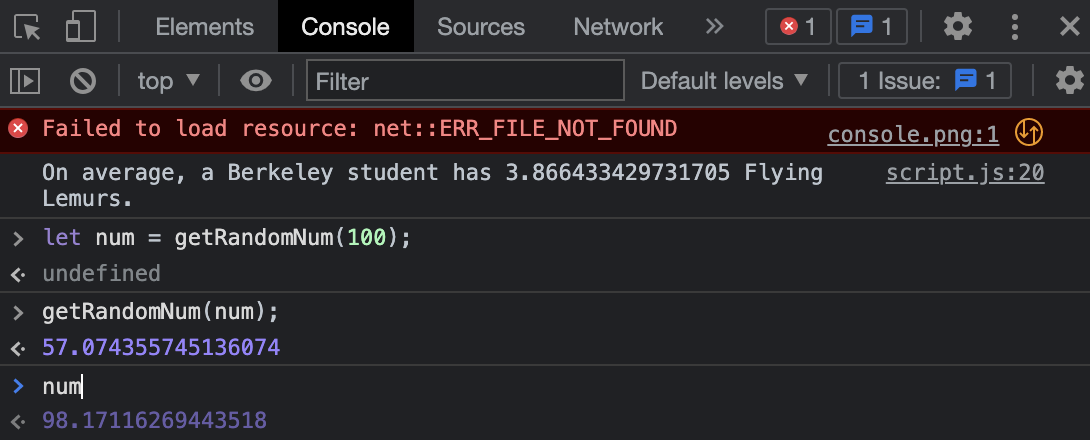 Elements Console Sources Network 1 1
top Filter Default levels 1 Issue: 1
Failed to load resource: net::ERR_FILE_NOT_FOUND console.png:1
On average, a Berkeley student has 3.866433429731705 Flying script.js:20
Lemurs.
let num = getRandomNum(100);
undefined
getRandomNum(num);
57.074355745136074
num
98.17116269443518